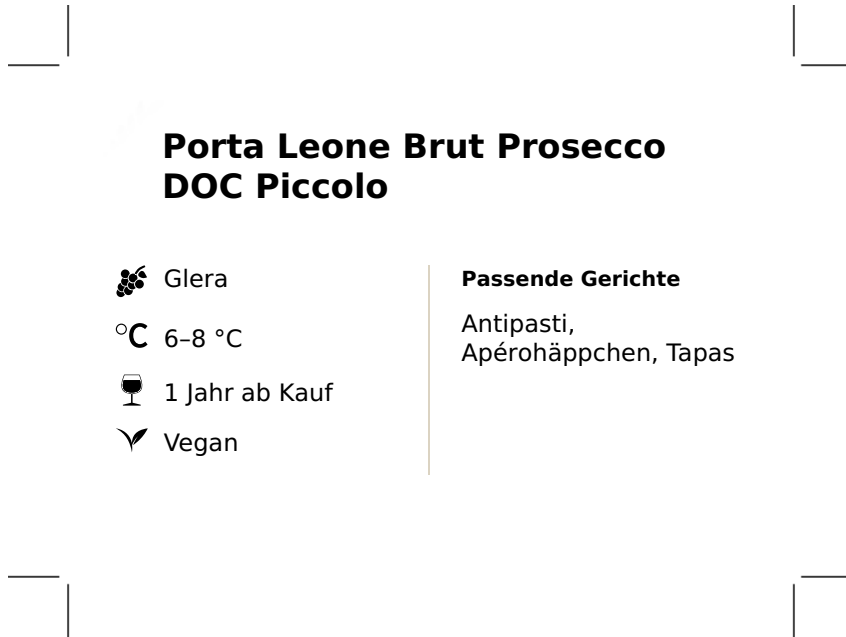 Porta Leone Brut Prosecco
DOC Piccolo
Glera
°C 6–8 °C
1 Jahr ab Kauf
Vegan
Passende Gerichte
Antipasti,
Apérohäppchen, Tapas